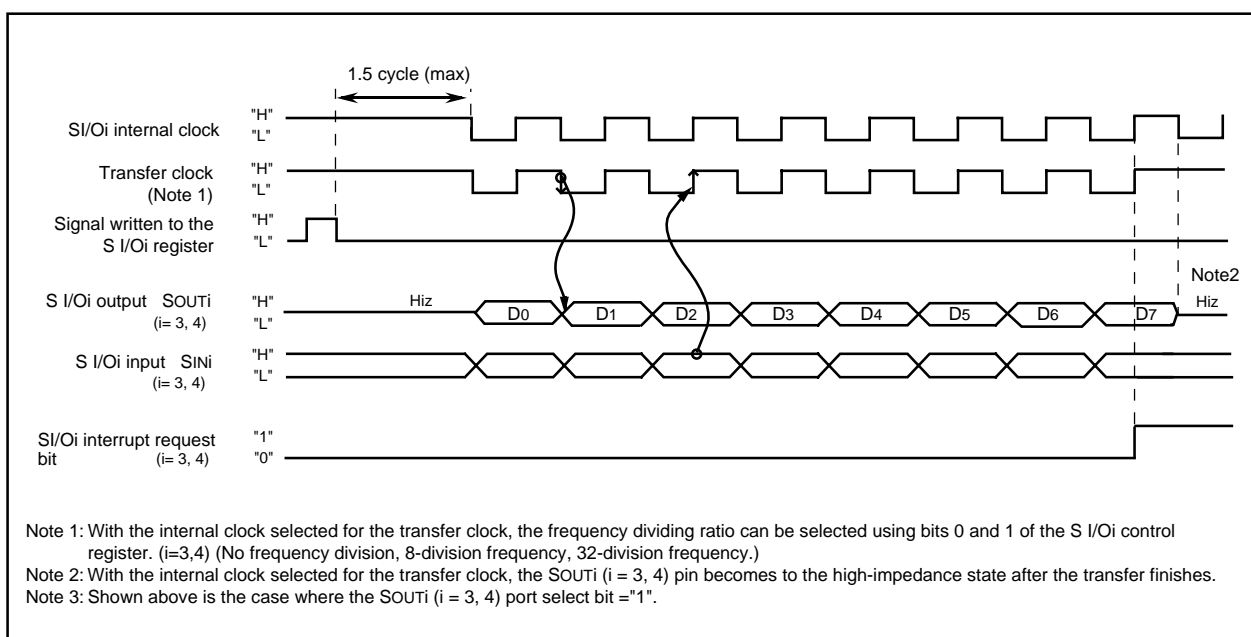 1.5 cycle (max)
SI/Oi internal clock "H" "L"
Transfer clock (Note 1) "H" "L"
Signal written to the S I/Oi register "H" "L"
S I/Oi output SOUTi (i= 3, 4) "H" "L" Hiz D0 D1 D2 D3 D4 D5 D6 D7 Note2 Hiz
S I/Oi input SINi (i= 3, 4) "H" "L"
SI/Oi interrupt request bit (i= 3, 4) "1" "0"
Note 1: With the internal clock selected for the transfer clock, the frequency dividing ratio can be selected using bits 0 and 1 of the S I/Oi control
register. (i=3,4) (No frequency division, 8-division frequency, 32-division frequency.)
Note 2: With the internal clock selected for the transfer clock, the SOUTi (i = 3, 4) pin becomes to the high-impedance state after the transfer finishes.
Note 3: Shown above is the case where the SOUTi (i = 3, 4) port select bit ="1".